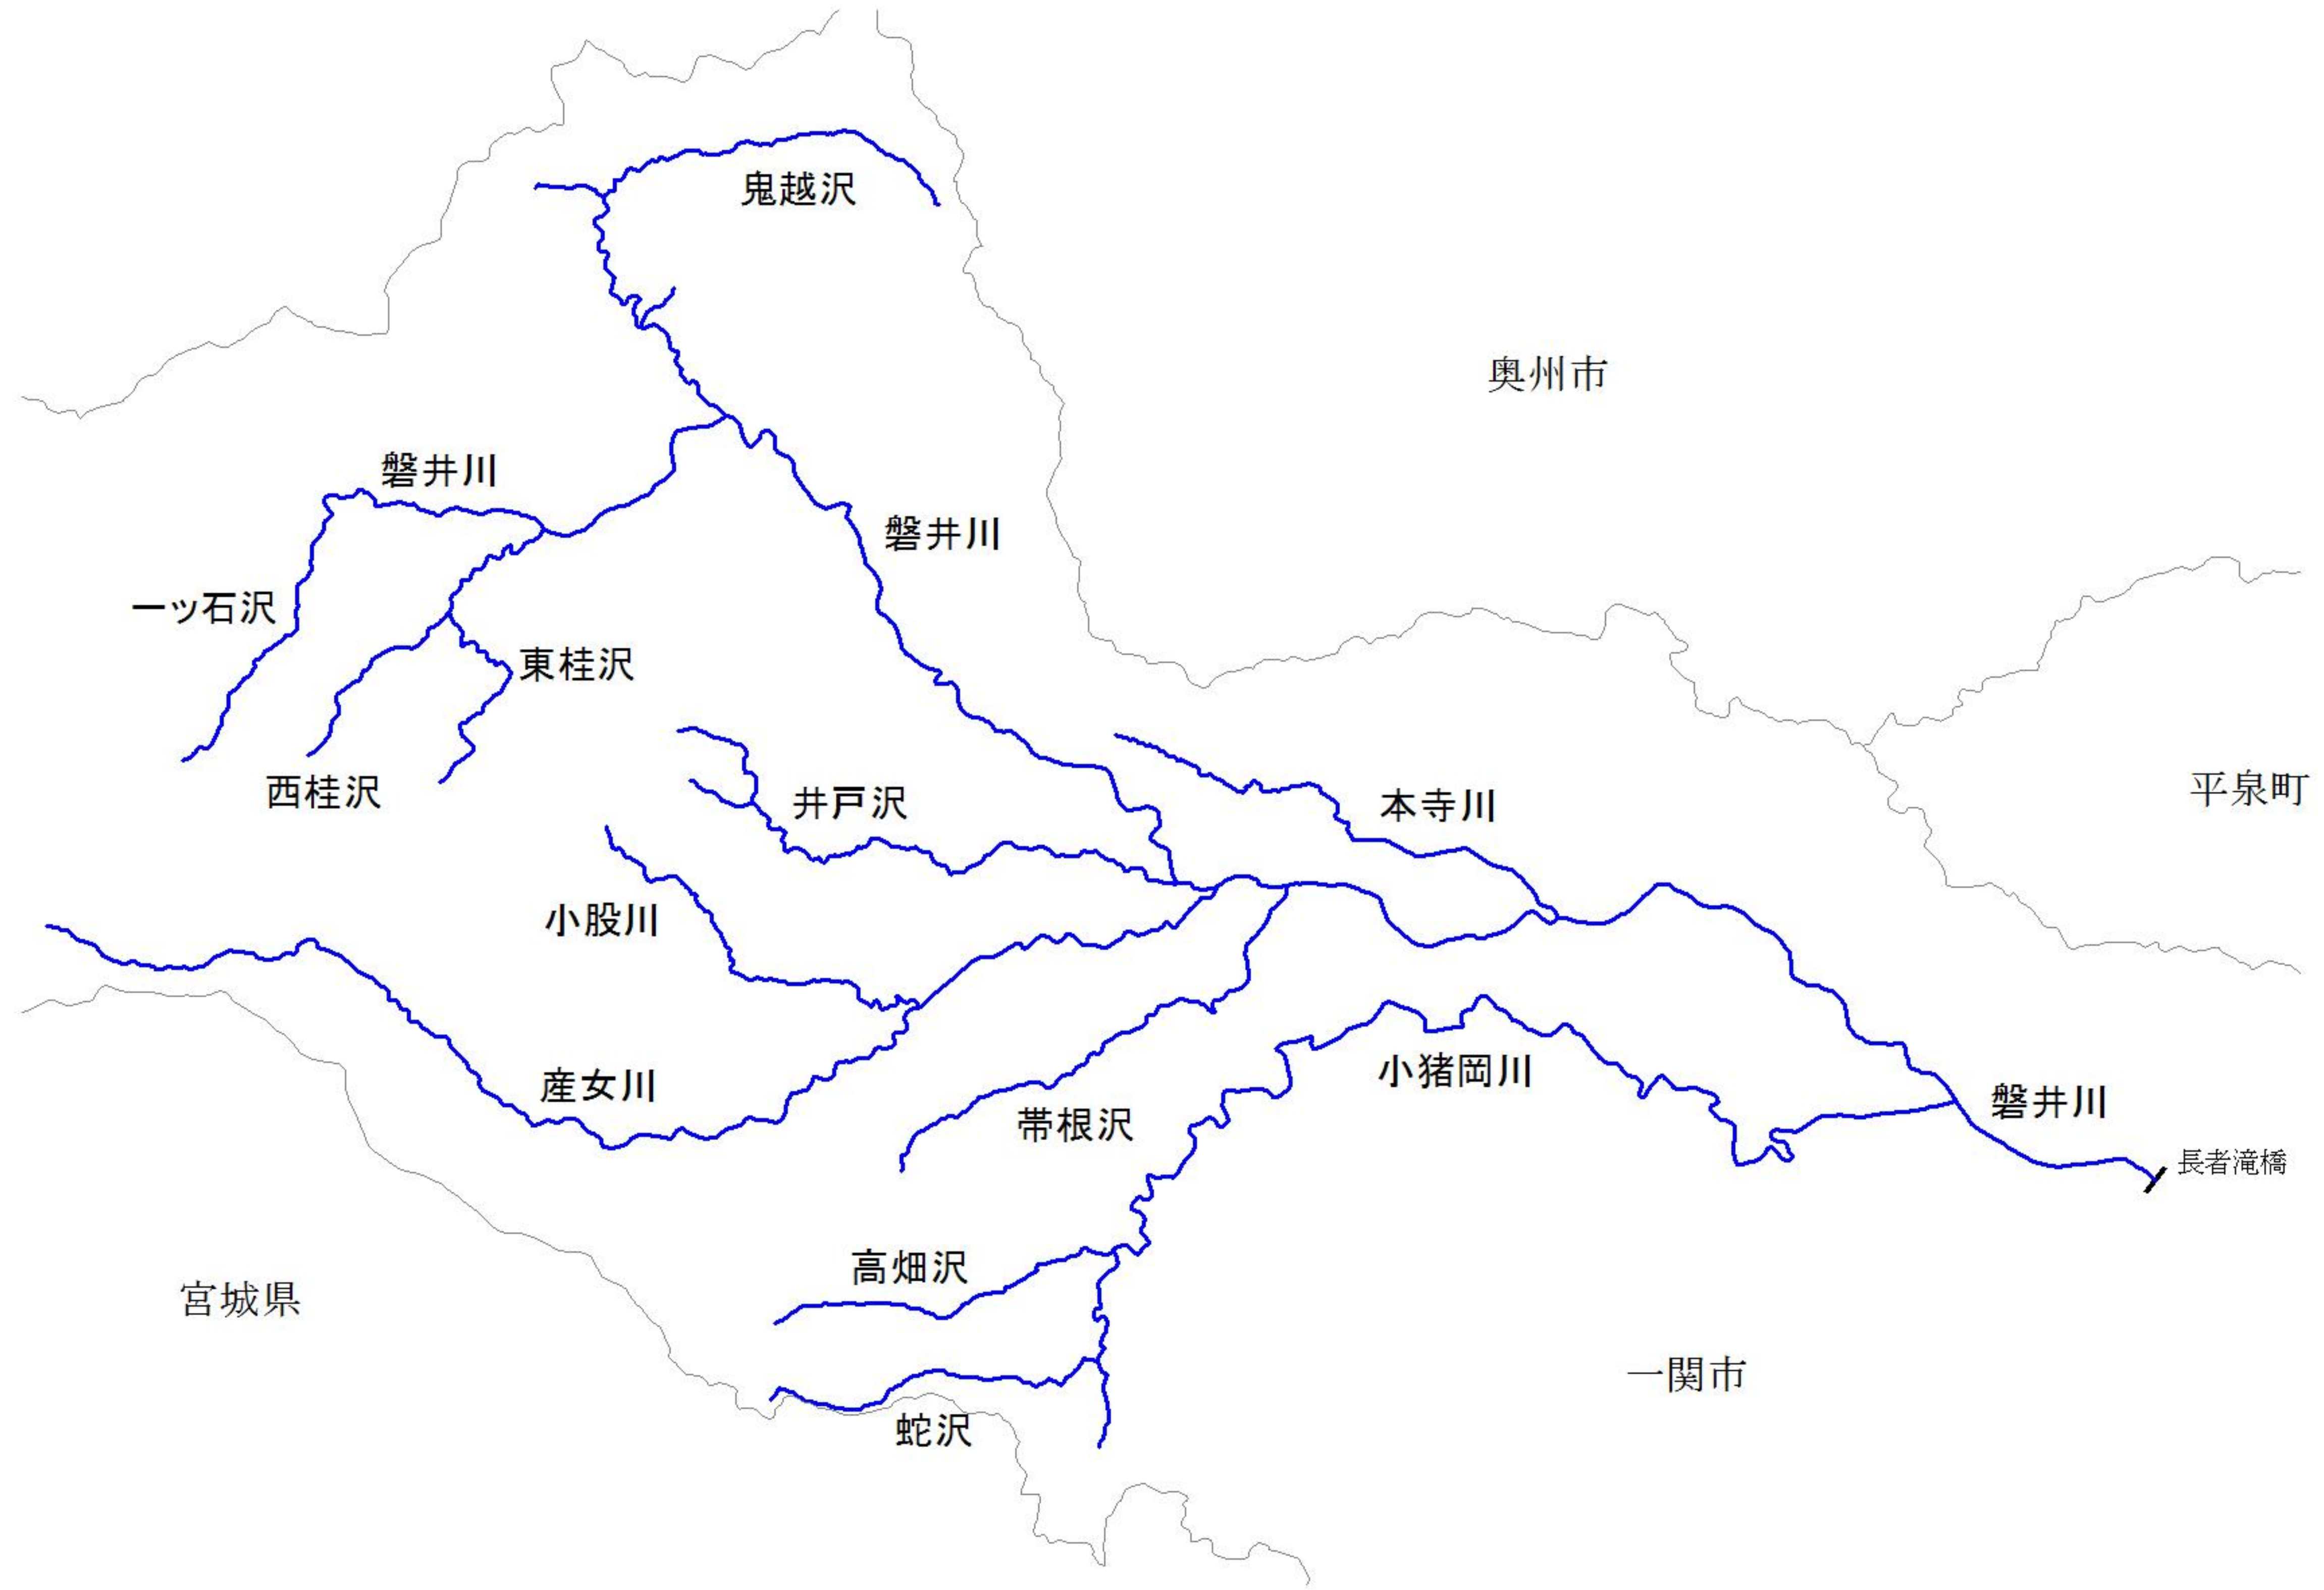 鬼越沢
奥州市
磐井川
磐井川
一ッ石沢
東桂沢
西桂沢
井戸沢
本寺川
平泉町
小股川
産女川
小猪岡川
帯根沢
磐井川
長者滝橋
高畑沢
宮城県
一関市
蛇沢